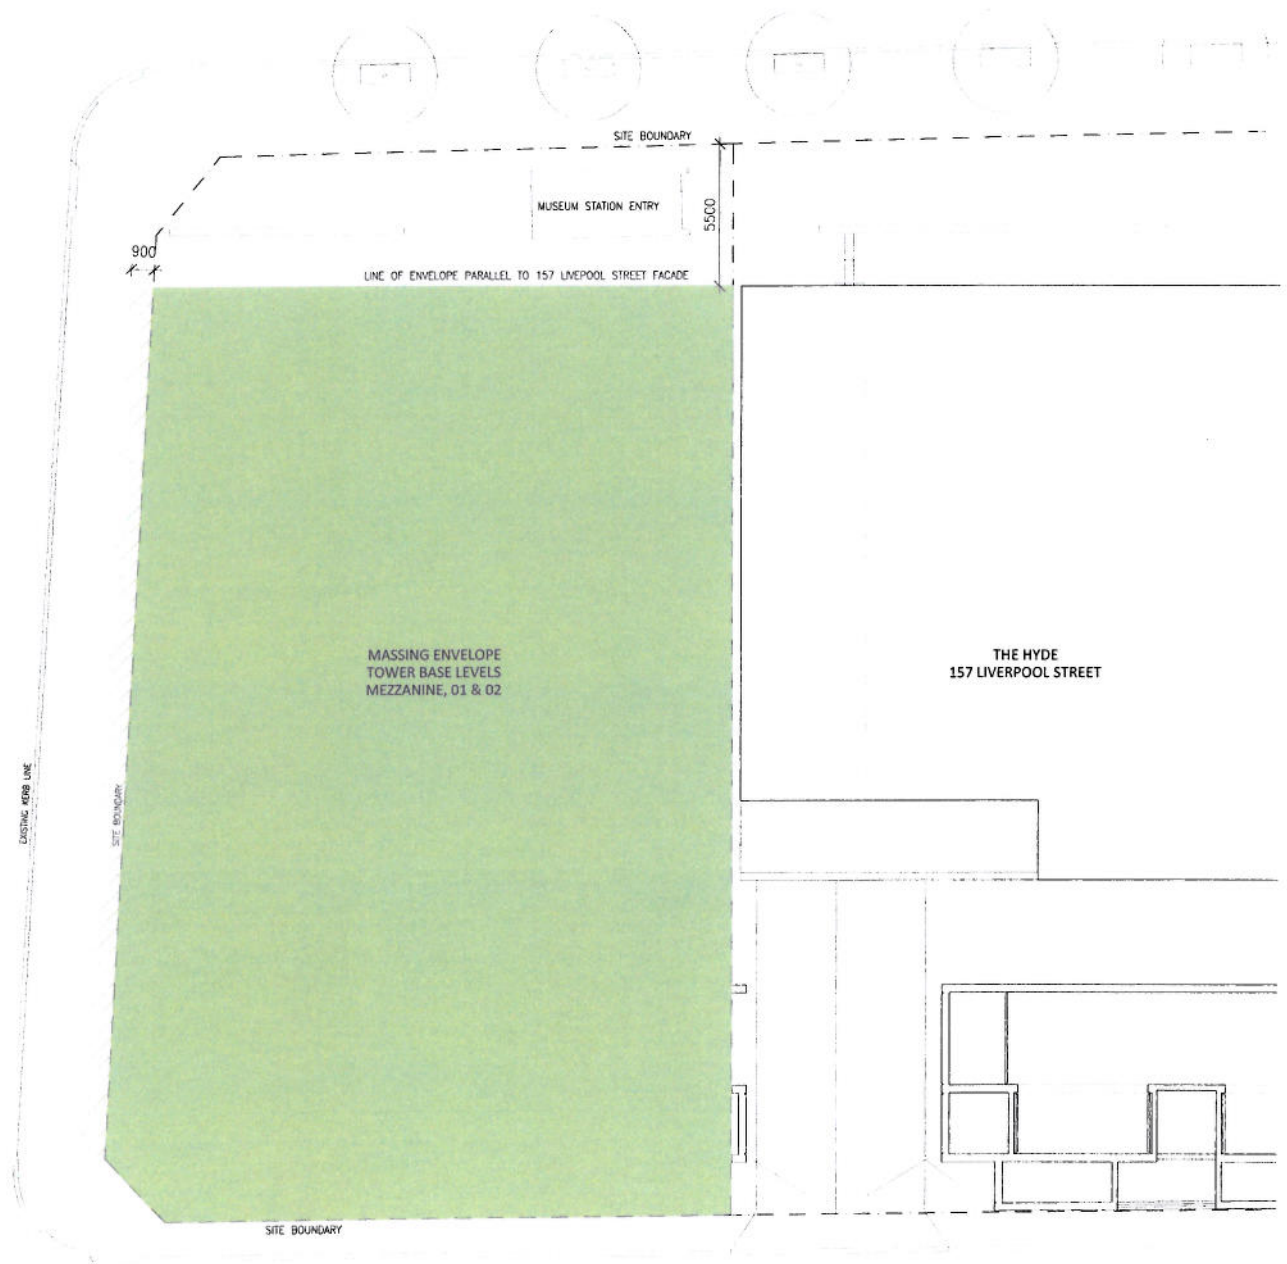 SITE BOUNDARY
MUSEUM STATION ENTRY
5500
900
LINE OF ENVELOPE PARALLEL TO 157 LIVEPOOL STREET FACADE
MASSING ENVELOPE
TOWER BASE LEVELS
MEZZANINE, 01 & 02
THE HYDE
157 LIVERPOOL STREET
EXISTING KERB LINE
SITE BOUNDARY
SITE BOUNDARY